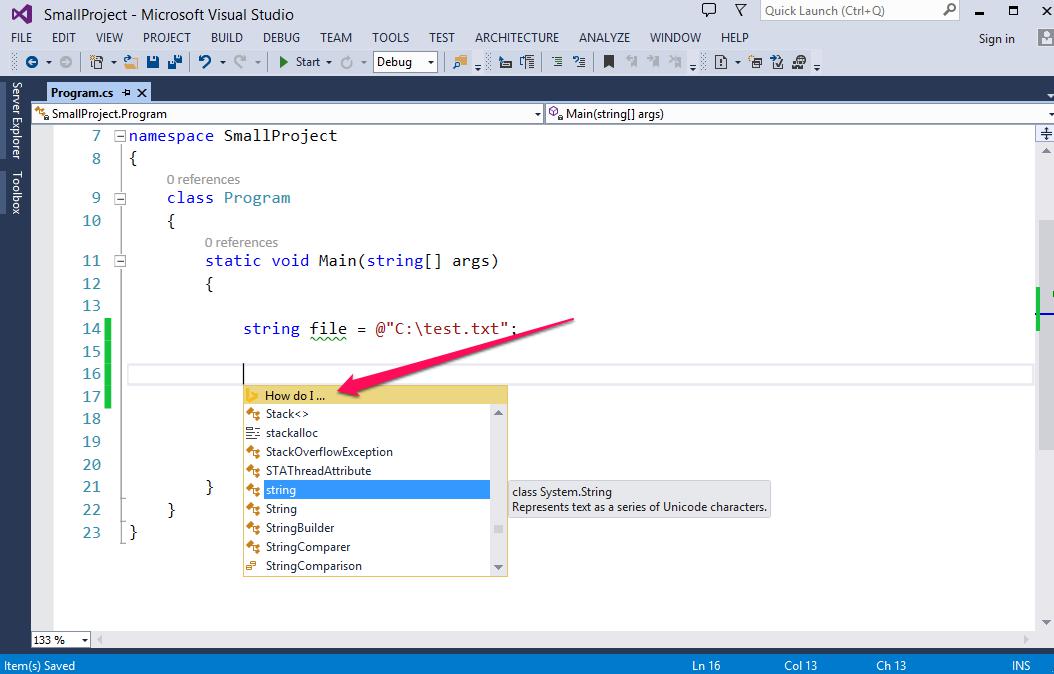 SmallProject - Microsoft Visual Studio
Quick Launch (Ctrl+Q)
FILE EDIT VIEW PROJECT BUILD DEBUG TEAM TOOLS TEST ARCHITECTURE ANALYZE WINDOW HELP Sign in
Start Debug
Server Explorer
Toolbox
Program.cs
SmallProject.Program Main(string[] args)
7 namespace SmallProject
8 {
0 references
9 class Program
10 {
0 references
11 static void Main(string[] args)
12 {
13
14 string file = @"C:\test.txt";
15
16
17 How do I ...
18 Stack<>
stackalloc
19 StackOverflowException
20 STAThreadAttribute
21 } string
class System.String
22 } String
Represents text as a series of Unicode characters.
23 } StringBuilder
StringComparer
StringComparison
133 %
Item(s) Saved Ln 16 Col 13 Ch 13 INS